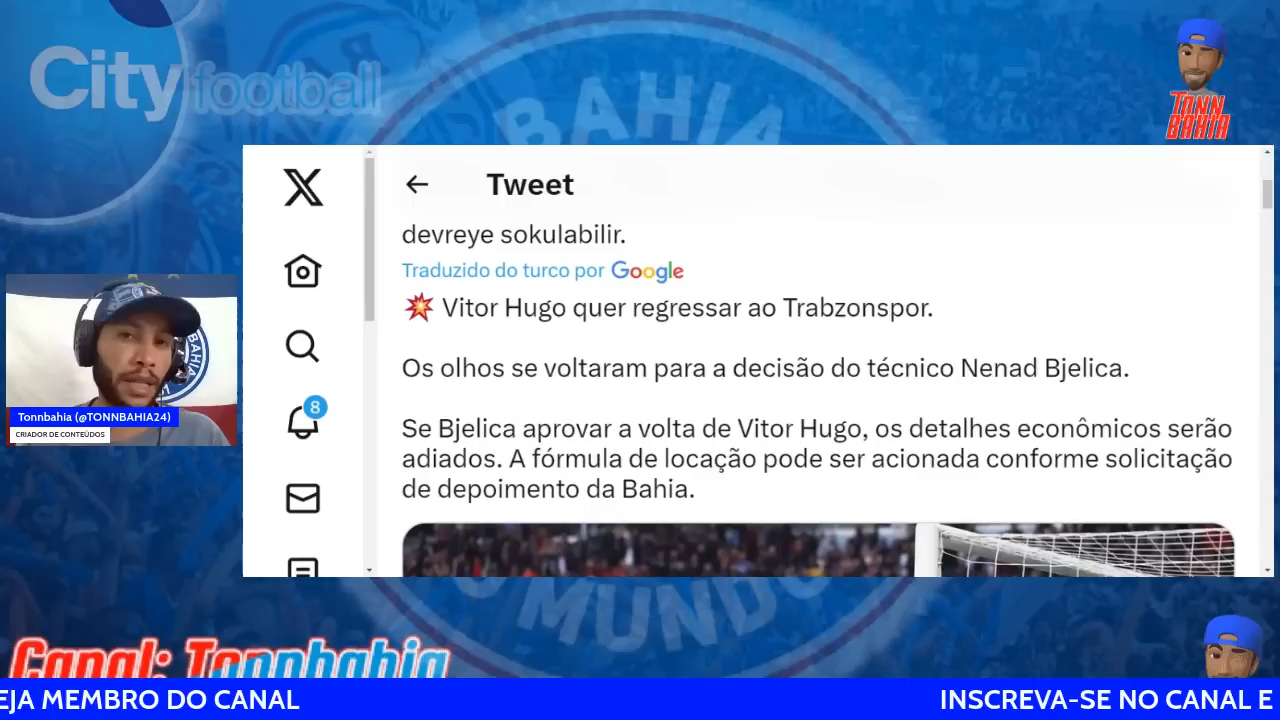 City football
BAHIA
TONN
BAHIA
Tweet
devreye sokulabilir.
Traduzido do turco por Google
💥 Vitor Hugo quer regressar ao Trabzonspor.
Os olhos se voltaram para a decisão do técnico Nenad Bjelica.
Se Bjelica aprovar a volta de Vitor Hugo, os detalhes econômicos serão
adiados. A fórmula de locação pode ser acionada conforme solicitação
de depoimento da Bahia.
8
BAHIA
Tonnbahia (@TONNBAHIA24)
CRIADOR DE CONTEÚDOS
O MUNDO
Canal: Tonnbahia
EJA MEMBRO DO CANAL
INSCREVA-SE NO CANAL E